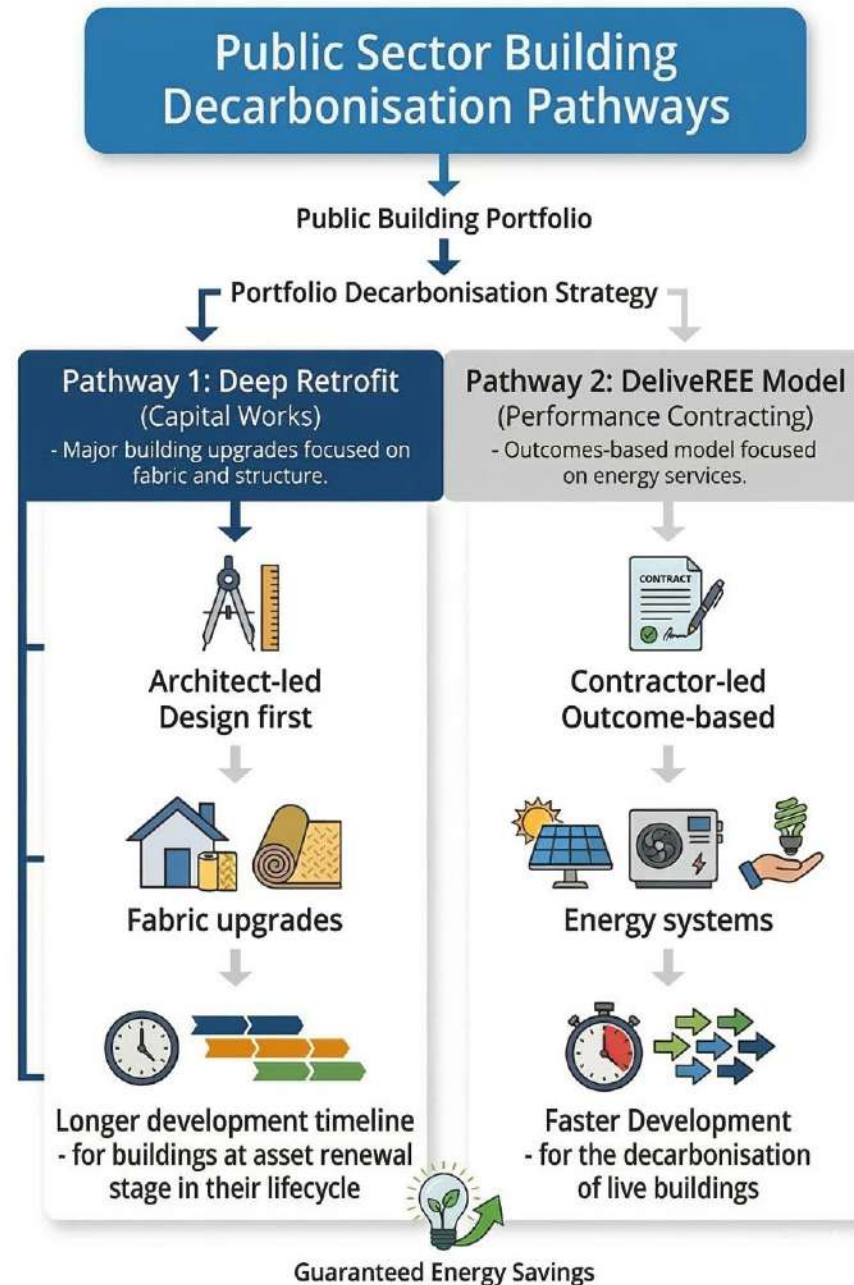 Public Sector Building
Decarbonisation Pathways
Public Building Portfolio
Portfolio Decarbonisation Strategy
Pathway 1: Deep Retrofit
(Capital Works)
- Major building upgrades focused on
fabric and structure.
Architect-led
Design first
Fabric upgrades
Longer development timeline
- for buildings at asset renewal
stage in their lifecycle
Pathway 2: DeliveREE Model
(Performance Contracting)
- Outcomes-based model focused
on energy services.
CONTRACT
Contractor-led
Outcome-based
Energy systems
Faster Development
- for the decarbonisation
of live buildings
Guaranteed Energy Savings